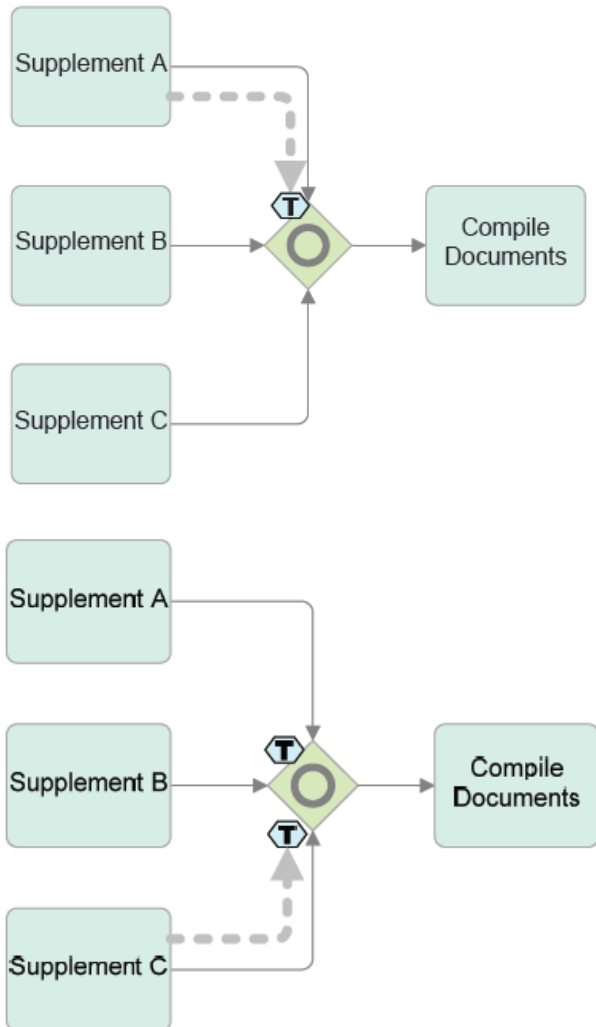 Supplement A
T
Supplement B
Compile
Documents
Supplement C
Supplement A
T
Supplement B
Compile
Documents
T
Supplement C